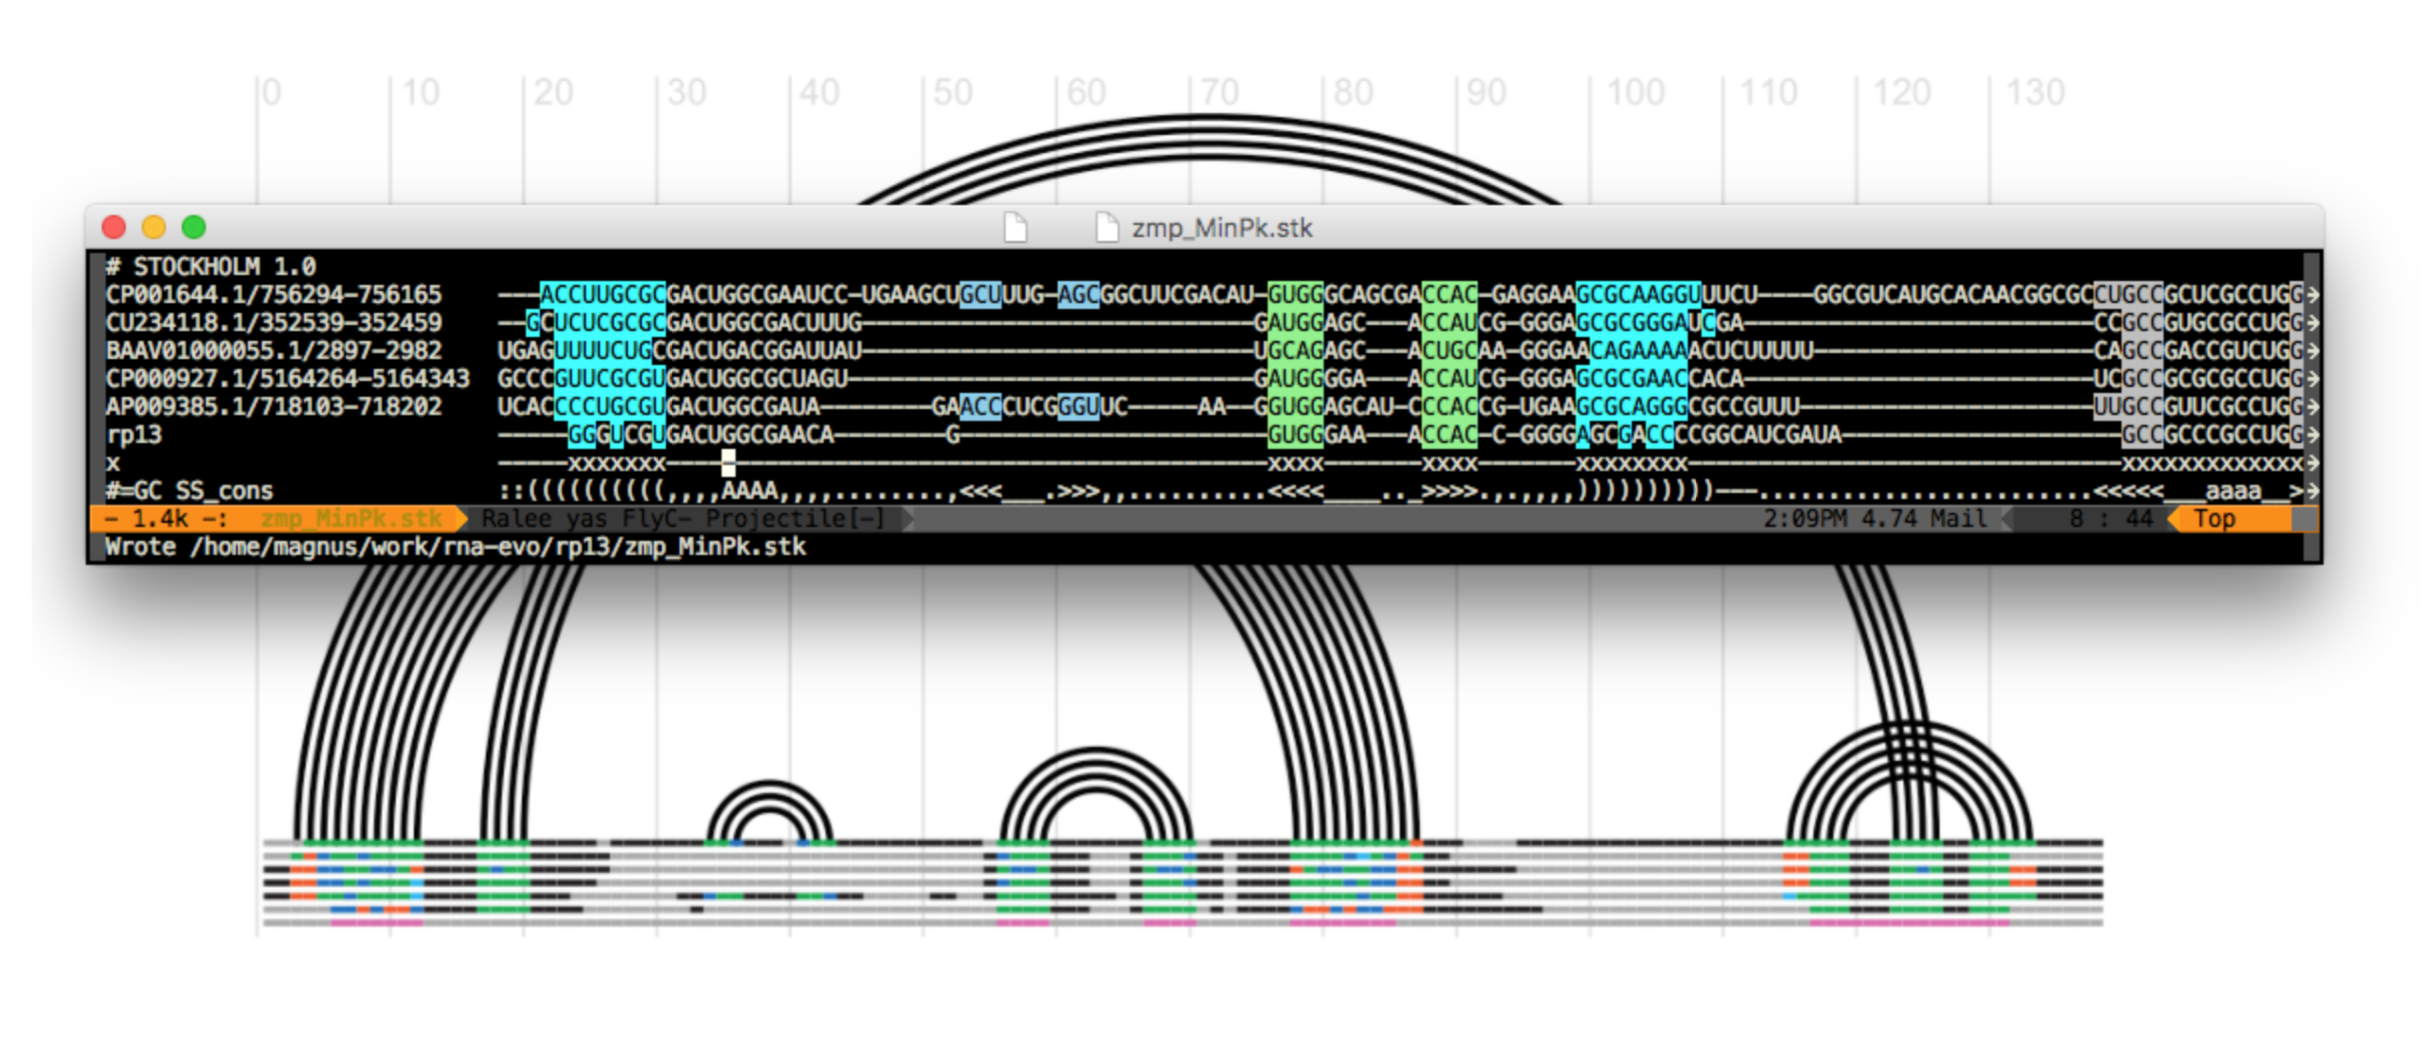 0 10 20 30 40 50 60 70 80 90 100 110 120 130
zmp_MinPk.stk
# STOCKHOLM 1.0
CP001644.1/756294-756165 ---ACCUUGCGCGACUGGCGAAUCC-UGAAGCUGCUUUG-AGCGGCUUCGACAU-GUGGGCAGCGACCAC-GAGGAAGCGCAAGGUUUCU----GGCGUCAUGCACAACGGCGCCUGCCGCUCGCCUGG→
CU234118.1/352539-352459 --GCUCUCGCGCGACUGGCGACUUUG----------------------------GAUGGAGC---ACCAUCG-GGGAGCGCGGGAUCGA-------------------------CCGCCGUGCGCCUGG→
BAAV01000055.1/2897-2982 UGAGUUUUCUGCGACUGACGGAUUAU----------------------------UGCAGAGC---ACUGCAA-GGGAACAGAAAAACUCUUUUU--------------------CAGCCGACCGUCUGG→
CP000927.1/5164264-5164343 GCCCGUUCGCGUGACUGGCGCUAGU-----------------------------GAUGGGGA---ACCAUCG-GGGAGCGCGAACCACA-------------------------UCGCCGCGCGCCUGG→
AP009385.1/718103-718202 UCACCCCUGCGUGACUGGCGAUA--------GAACCCUCGGGUUC-----AA--GGUGGAGCAU-CCCACCG-UGAAGCGCAGGGCGCCGUUU---------------------UUGCCGUUCGCCUGG→
rp13 -----GGGUCGUGACUGGCGAACA--------G----------------------GUGGGAA---ACCAC-C-GGGGAGCGACCCCGGCAUCGAUA--------------------GCCGCCCGCCUGG→
x -----xxxxxxx------------------------------------------xxxx-------xxxx-------xxxxxxxx-------------------------------xxxxxxxxxxxxx→
#=GC SS_cons ::((((((((((,,,,AAAA,,,,........,<<<___.>>>,,..........<<<<____.._>>>>.,.,,,,))))))))))---........................<<<<<___aaaa__>→
- 1.4k -: zmp_MinPk.stk Ralee yas FlyC- Projectile[-] 2:09PM 4.74 Mail 8 : 44 Top
Wrote /home/magnus/work/rna-evo/rp13/zmp_MinPk.stk